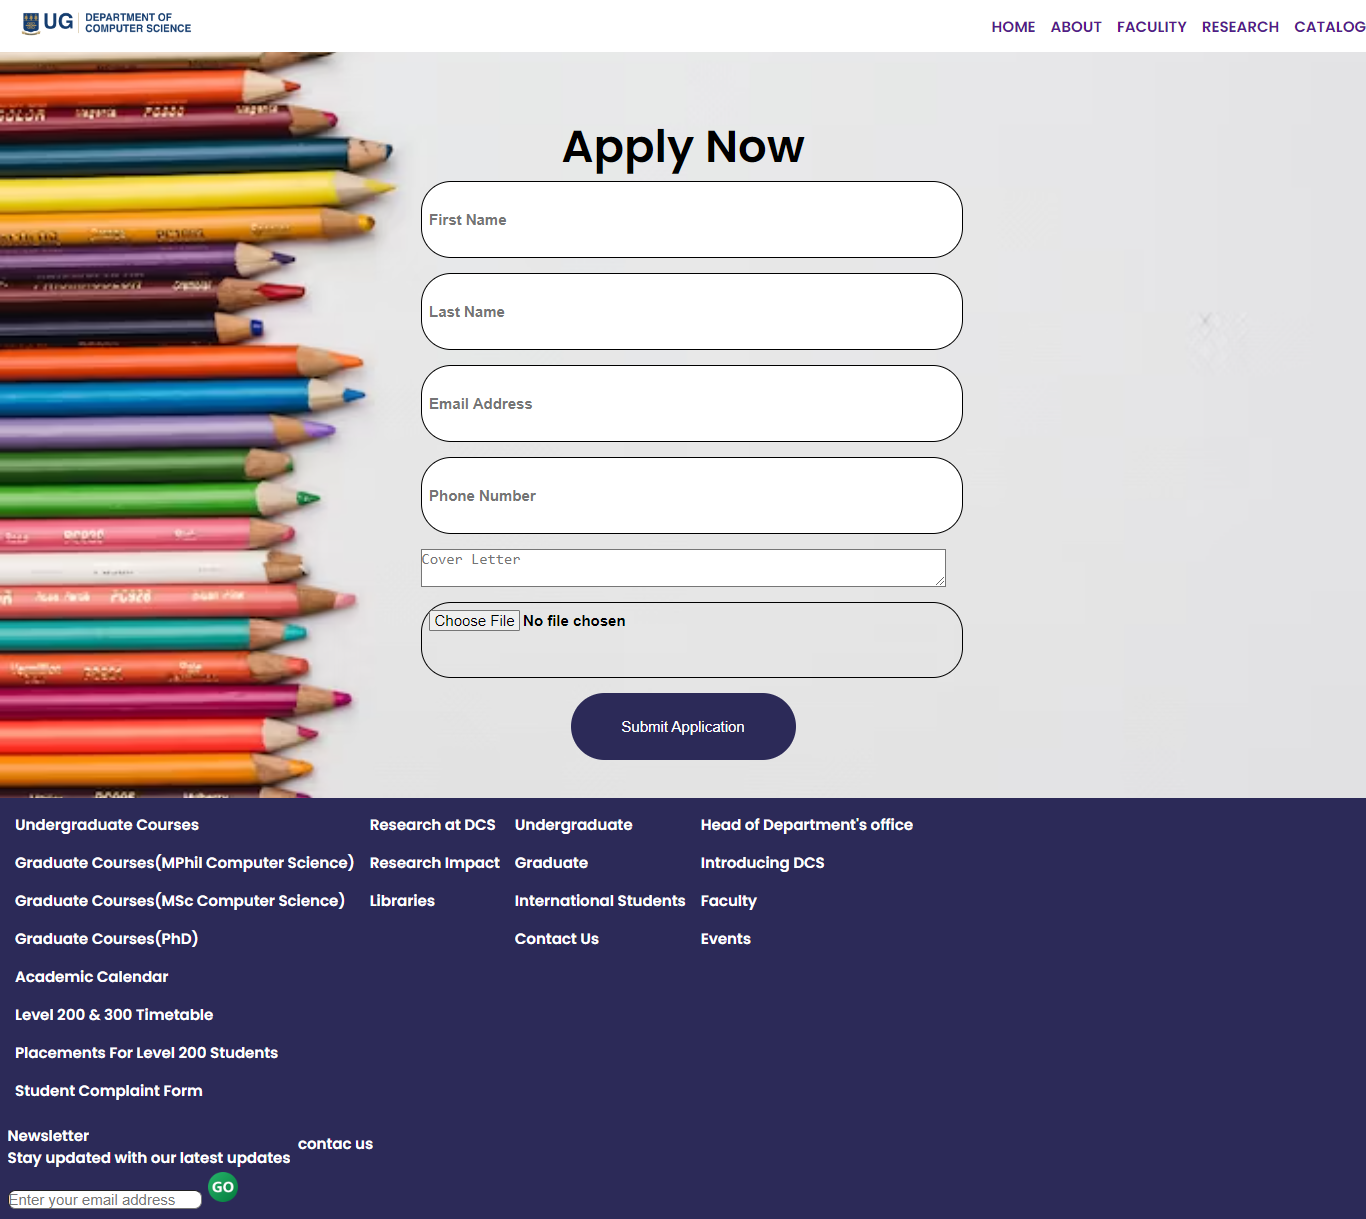 UG DEPARTMENT OF
COMPUTER SCIENCE
HOME ABOUT FACULITY RESEARCH CATALOG
Apply Now
First Name
Last Name
Email Address
Phone Number
Cover Letter
Choose File No file chosen
Submit Application
Undergraduate Courses
Graduate Courses(MPhil Computer Science)
Graduate Courses(MSc Computer Science)
Graduate Courses(PhD)
Academic Calendar
Level 200 & 300 Timetable
Placements For Level 200 Students
Student Complaint Form
Research at DCS
Research Impact
Libraries
Undergraduate
Graduate
International Students
Contact Us
Head of Department's office
Introducing DCS
Faculty
Events
Newsletter
Stay updated with our latest updates
contac us
Enter your email address
GO